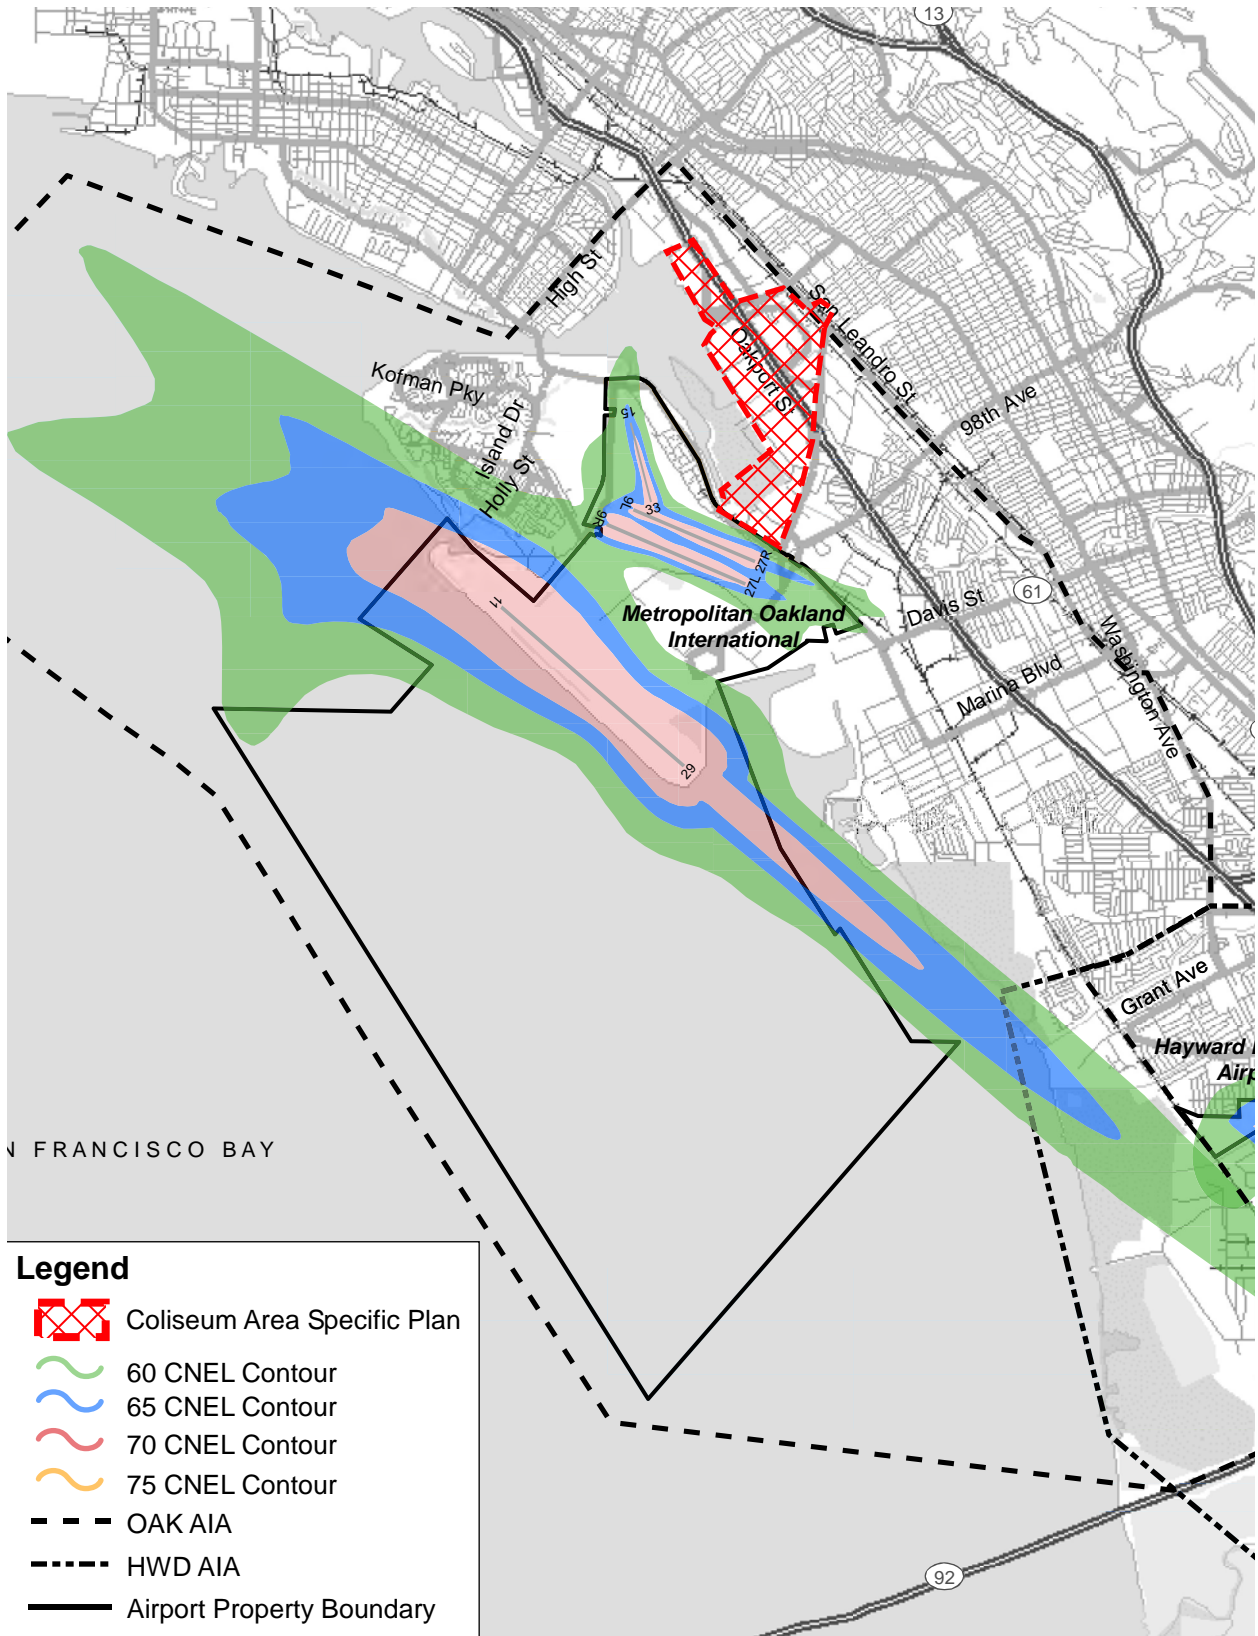 13
High St
San Leandro St
Kofman Pky
Oakport St
Island Dr
98th Ave
15
Holly St
9L
33
9R
27R
27L
61
11
Metropolitan Oakland
International
Davis St
Washington Ave
Marina Blvd
29
Grant Ave
Hayward
Airp
N FRANCISCO BAY
Legend
Coliseum Area Specific Plan
60 CNEL Contour
65 CNEL Contour
70 CNEL Contour
75 CNEL Contour
OAK AIA
HWD AIA
Airport Property Boundary
92